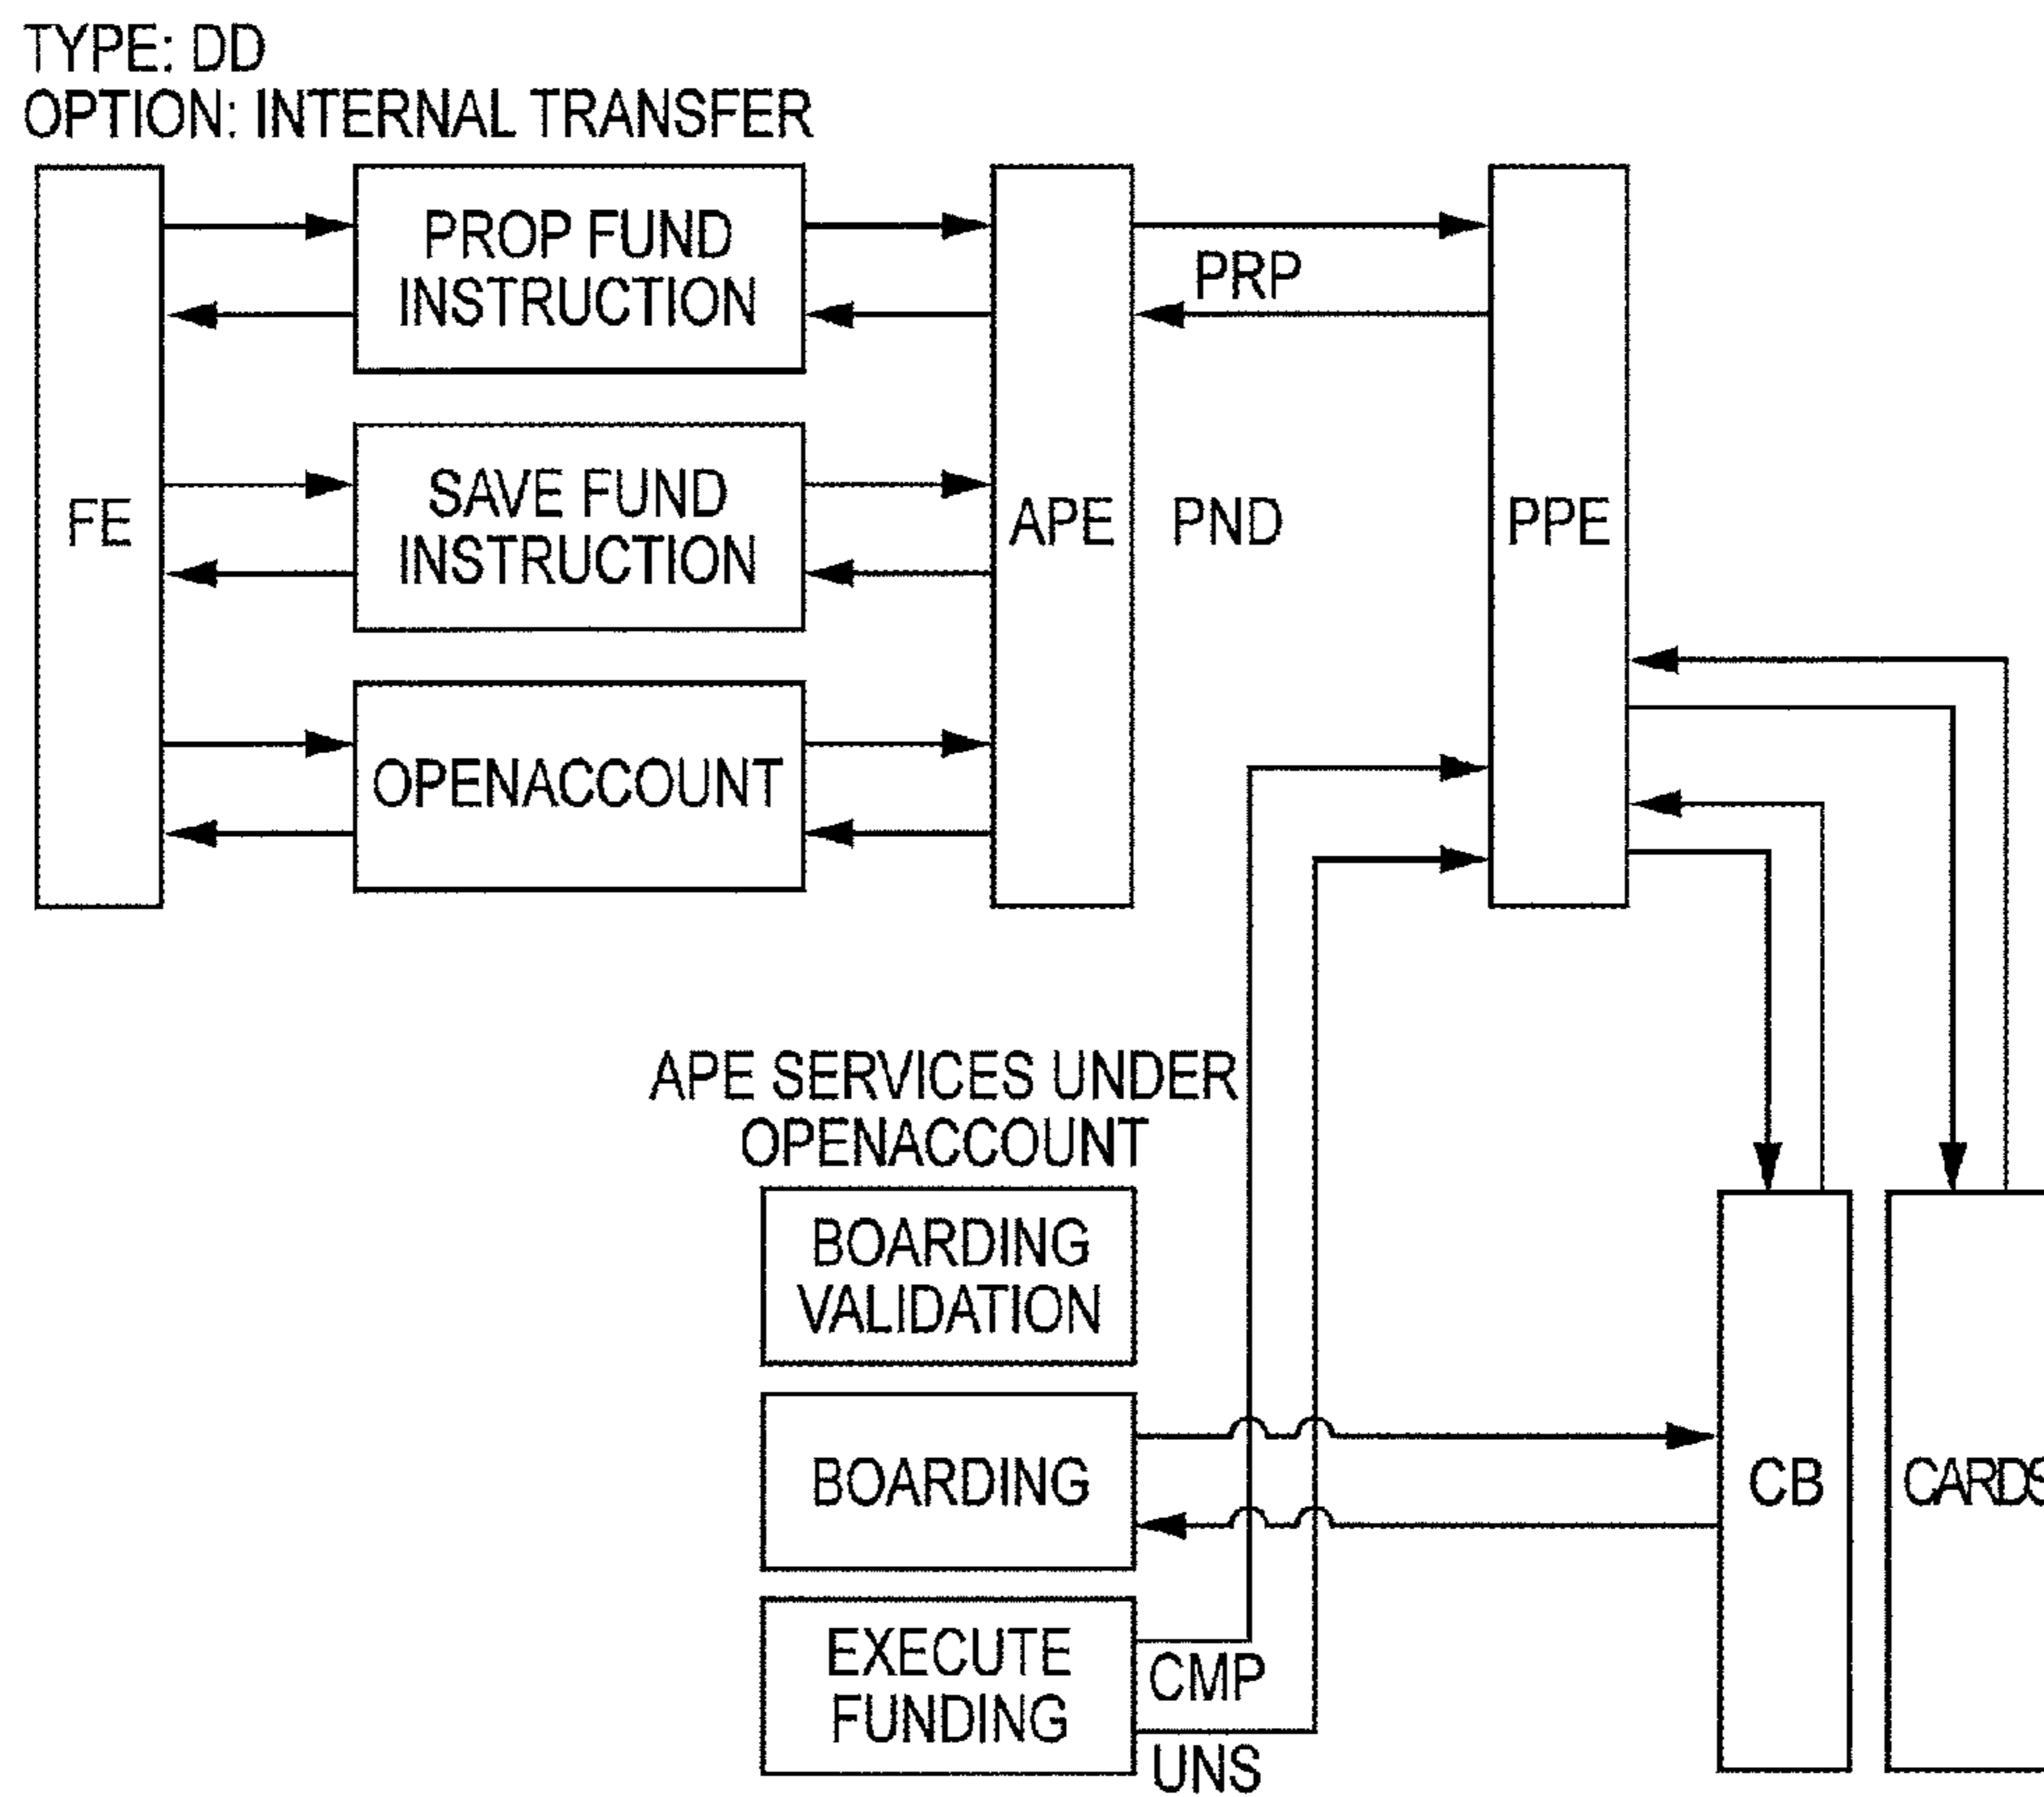 TYPE: DD
OPTION: INTERNAL TRANSFER
PROP FUND
INSTRUCTION
PRP
SAVE FUND
INSTRUCTION
FE
APE
PND
PPE
OPENACCOUNT
APE SERVICES UNDER
OPENACCOUNT
BOARDING
VALIDATION
BOARDING
CB
CARDS
EXECUTE
FUNDING
CMP
UNS